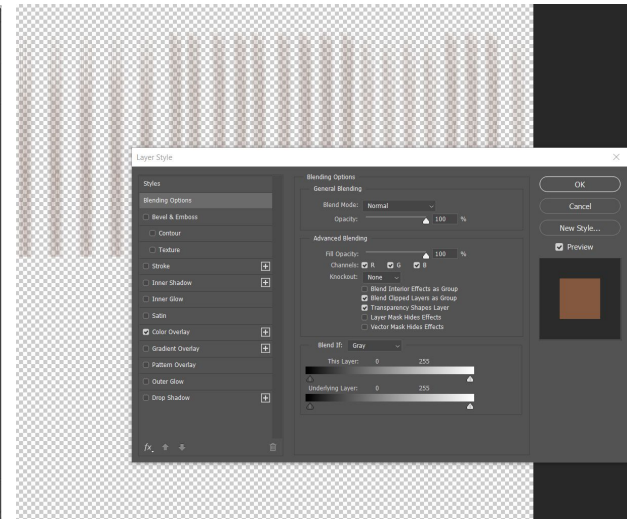 Layer Style
Styles
Blending Options
Bevel & Emboss
Contour
Texture
Stroke
Inner Shadow
Inner Glow
Satin
Color Overlay
Gradient Overlay
Pattern Overlay
Outer Glow
Drop Shadow
fx
Blending Options
General Blending
Blend Mode: Normal
Opacity: 100 %
Advanced Blending
Fill Opacity: 100 %
Channels: R G B
Knockout: None
Blend Interior Effects as Group
Blend Clipped Layers as Group
Transparency Shapes Layer
Layer Mask Hides Effects
Vector Mask Hides Effects
Blend If: Gray
This Layer: 0 255
Underlying Layer: 0 255
OK
Cancel
New Style...
Preview